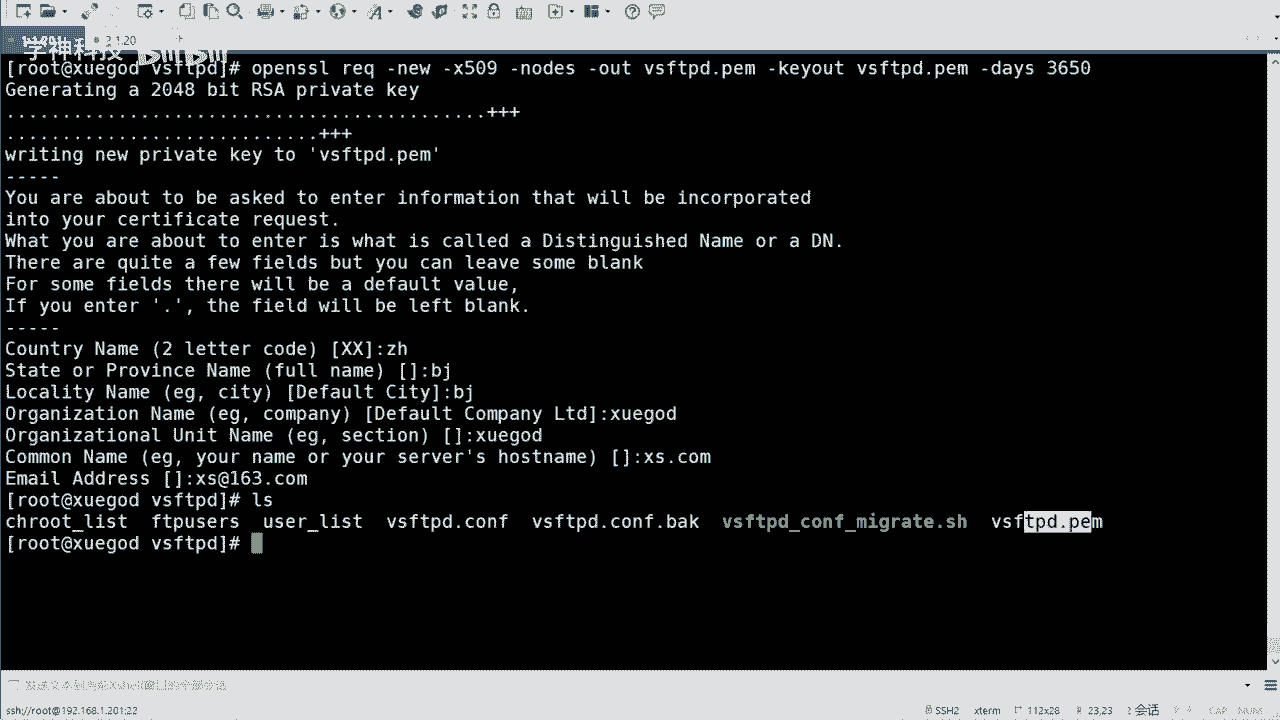 学神科技 bilibili
1.20
[root@xuegod vsftpd]# openssl req -new -x509 -nodes -out vsftpd.pem -keyout vsftpd.pem -days 3650
Generating a 2048 bit RSA private key
...........................................+++
............................+++
writing new private key to 'vsftpd.pem'
-----
You are about to be asked to enter information that will be incorporated
into your certificate request.
What you are about to enter is what is called a Distinguished Name or a DN.
There are quite a few fields but you can leave some blank
For some fields there will be a default value,
If you enter '.', the field will be left blank.
-----
Country Name (2 letter code) [XX]:zh
State or Province Name (full name) []:bj
Locality Name (eg, city) [Default City]:bj
Organization Name (eg, company) [Default Company Ltd]:xuegod
Organizational Unit Name (eg, section) []:xuegod
Common Name (eg, your name or your server's hostname) []:xs.com
Email Address []:xs@163.com
[root@xuegod vsftpd]# ls
chroot_list  ftpusers  user_list  vsftpd.conf  vsftpd.conf.bak  vsftpd_conf_migrate.sh  vsftpd.pem
[root@xuegod vsftpd]#
ssh://root@192.168.1.201:22 SSH2 xterm 112x28 23,23 会话 CAP NUM